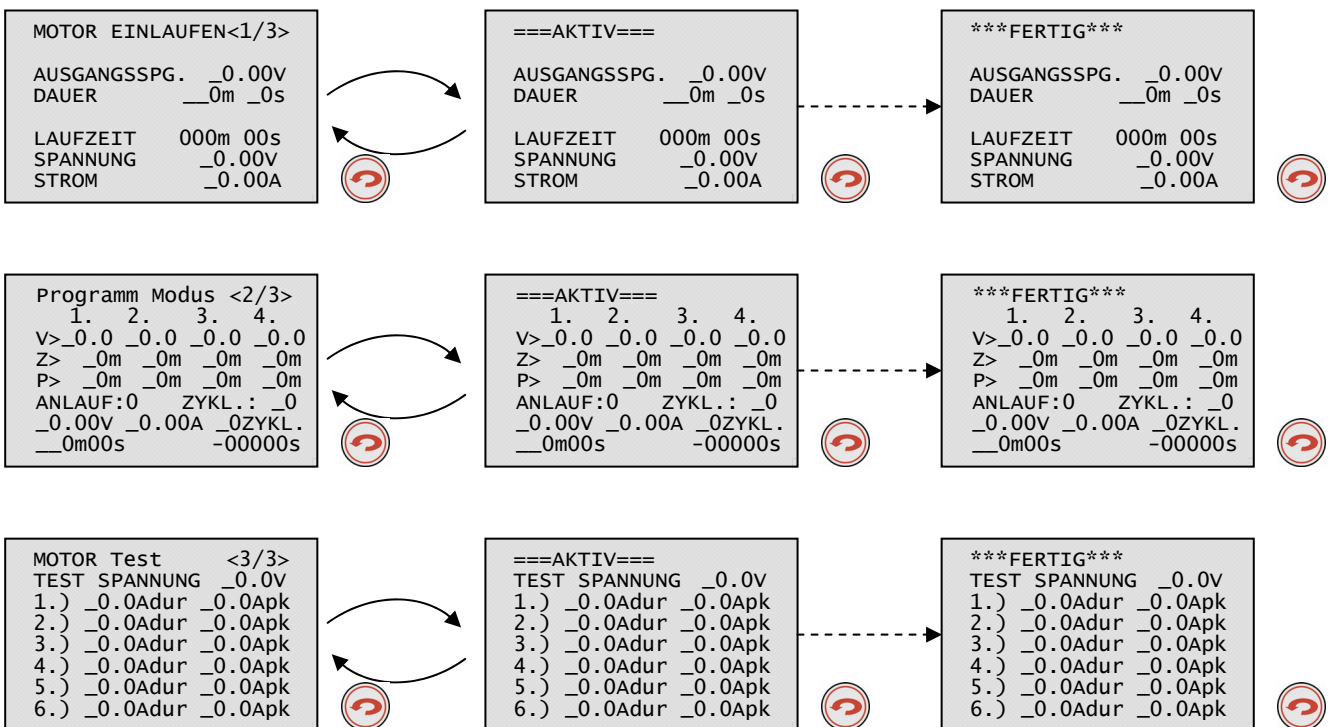 MOTOR EINLAUFEN<1/3>
AUSGANGSSPG. _0.00V
DAUER __0m _0s
LAUFZEIT 000m 00s
SPANNUNG _0.00V
STROM _0.00A
===AKTIV===
AUSGANGSSPG. _0.00V
DAUER __0m _0s
LAUFZEIT 000m 00s
SPANNUNG _0.00V
STROM _0.00A
***FERTIG***
AUSGANGSSPG. _0.00V
DAUER __0m _0s
LAUFZEIT 000m 00s
SPANNUNG _0.00V
STROM _0.00A
Programm Modus <2/3>
1. 2. 3. 4.
V>_0.0 _0.0 _0.0 _0.0
Z> _0m _0m _0m _0m
P> _0m _0m _0m _0m
ANLAUF:0 ZYKL.: _0
_0.00V _0.00A _0ZYKL.
__0m00s -00000s
===AKTIV===
1. 2. 3. 4.
V>_0.0 _0.0 _0.0 _0.0
Z> _0m _0m _0m _0m
P> _0m _0m _0m _0m
ANLAUF:0 ZYKL.: _0
_0.00V _0.00A _0ZYKL.
__0m00s -00000s
***FERTIG***
1. 2. 3. 4.
V>_0.0 _0.0 _0.0 _0.0
Z> _0m _0m _0m _0m
P> _0m _0m _0m _0m
ANLAUF:0 ZYKL.: _0
_0.00V _0.00A _0ZYKL.
__0m00s -00000s
MOTOR Test <3/3>
TEST SPANNUNG _0.0V
1.) _0.0Adur _0.0Apk
2.) _0.0Adur _0.0Apk
3.) _0.0Adur _0.0Apk
4.) _0.0Adur _0.0Apk
5.) _0.0Adur _0.0Apk
6.) _0.0Adur _0.0Apk
===AKTIV===
TEST SPANNUNG _0.0V
1.) _0.0Adur _0.0Apk
2.) _0.0Adur _0.0Apk
3.) _0.0Adur _0.0Apk
4.) _0.0Adur _0.0Apk
5.) _0.0Adur _0.0Apk
6.) _0.0Adur _0.0Apk
***FERTIG***
TEST SPANNUNG _0.0V
1.) _0.0Adur _0.0Apk
2.) _0.0Adur _0.0Apk
3.) _0.0Adur _0.0Apk
4.) _0.0Adur _0.0Apk
5.) _0.0Adur _0.0Apk
6.) _0.0Adur _0.0Apk